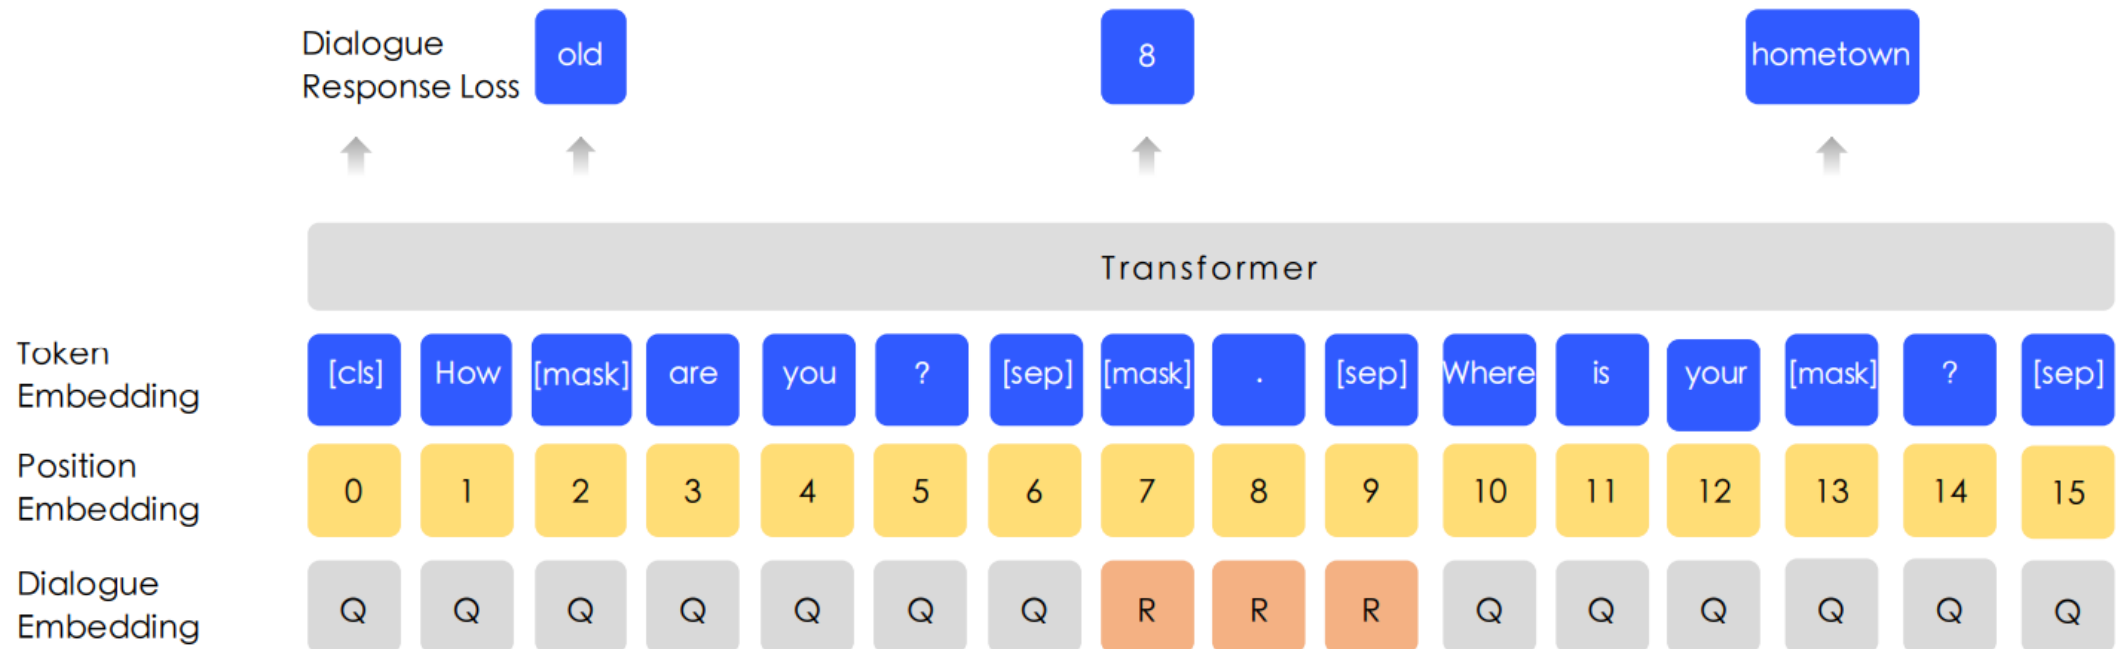 Dialogue
Response Loss
old
8
hometown
Transformer
Token
Embedding
[cls] How [mask] are you ? [sep] [mask] . [sep] Where is your [mask] ? [sep]
Position
Embedding
0 1 2 3 4 5 6 7 8 9 10 11 12 13 14 15
Dialogue
Embedding
Q Q Q Q Q Q Q R R R Q Q Q Q Q Q